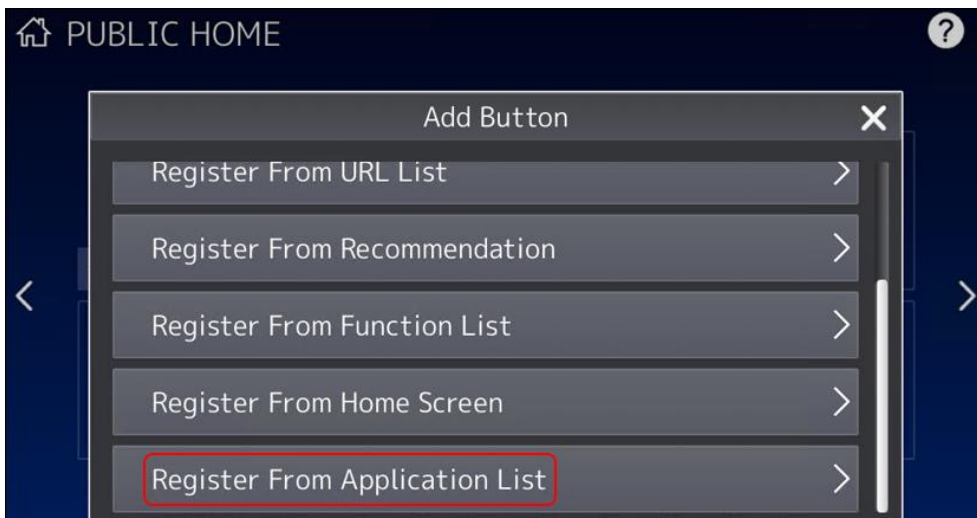 PUBLIC HOME
?
Add Button
Register From URL List
Register From Recommendation
Register From Function List
Register From Home Screen
Register From Application List